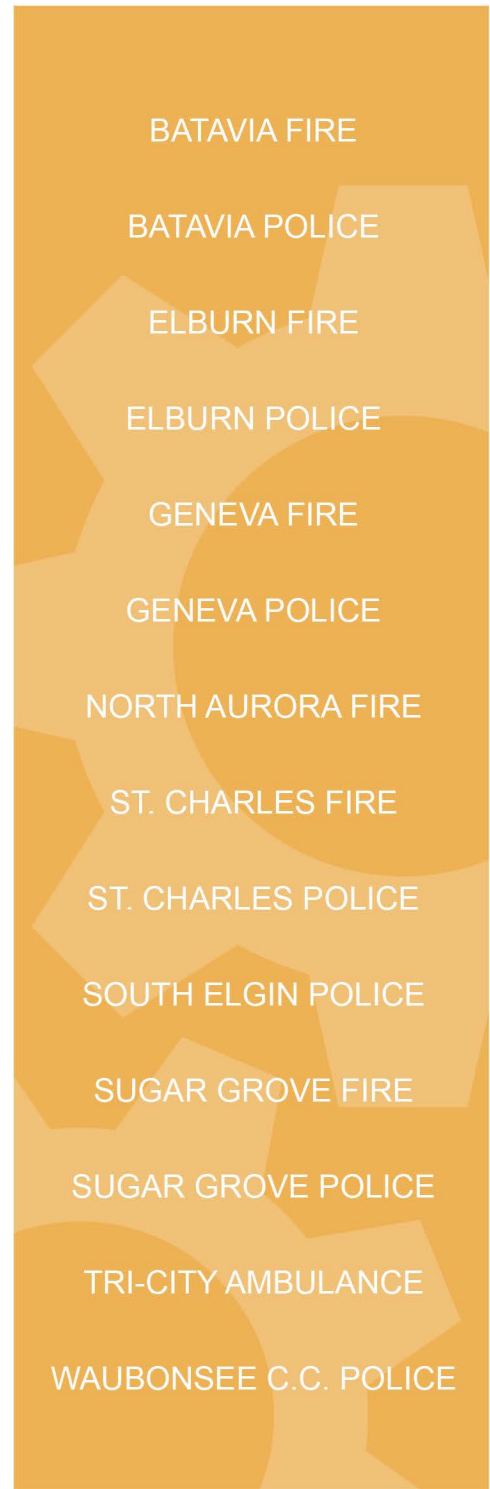 BATAVIA FIRE
BATAVIA POLICE
ELBURN FIRE
ELBURN POLICE
GENEVA FIRE
GENEVA POLICE
NORTH AURORA FIRE
ST. CHARLES FIRE
ST. CHARLES POLICE
SOUTH ELGIN POLICE
SUGAR GROVE FIRE
SUGAR GROVE POLICE
TRI-CITY AMBULANCE
WAUBONSEE C.C. POLICE